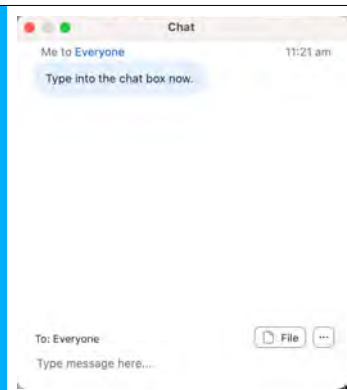 Chat
Me to Everyone 11:21 am
Type into the chat box now.
To: Everyone File ...
Type message here...